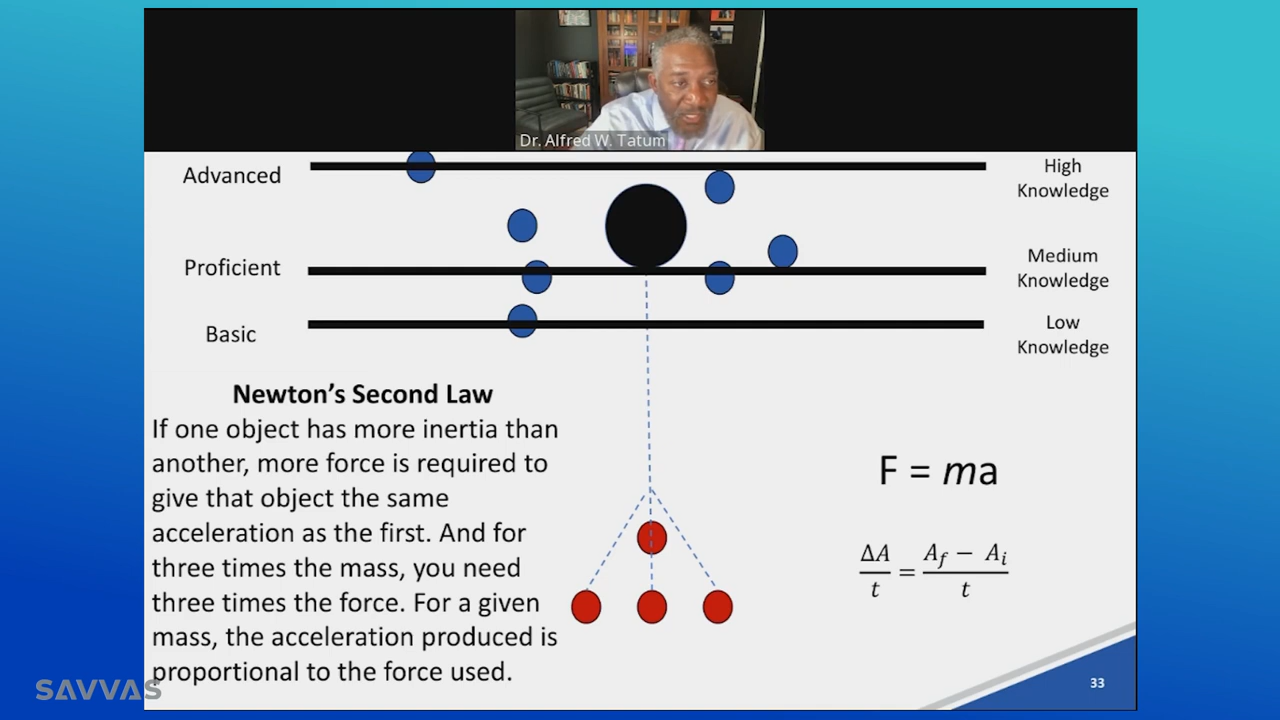 Dr. Alfred W. Tatum
Advanced
High
Knowledge
Proficient
Medium
Knowledge
Basic
Low
Knowledge
Newton’s Second Law
If one object has more inertia than
another, more force is required to
give that object the same
acceleration as the first. And for
three times the mass, you need
three times the force. For a given
mass, the acceleration produced is
proportional to the force used.
F = ma
ΔA/t = (A_f − A_i)/t
33
SAVVAS